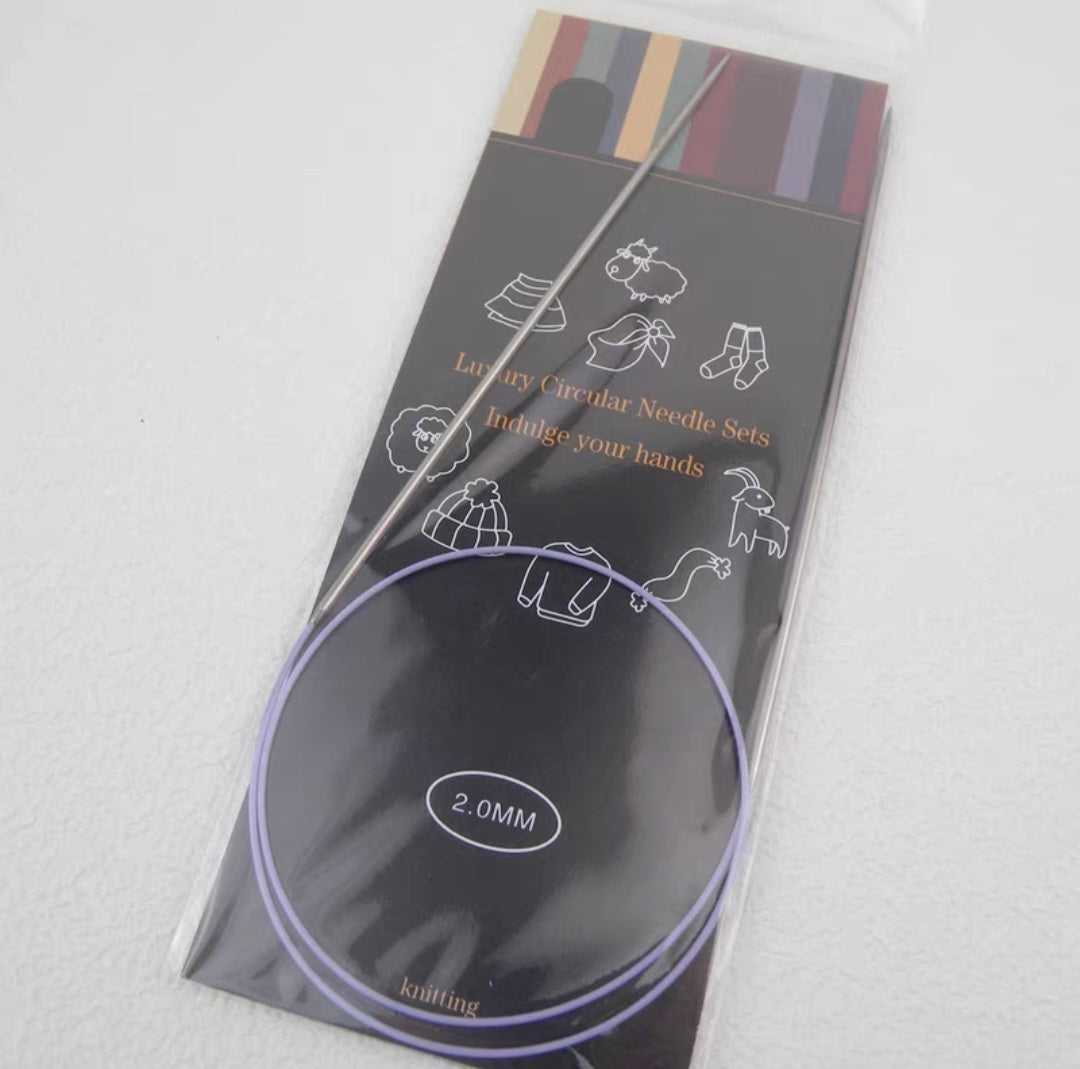 Luxury Circular Needle Sets
Indulge your hands
2.0MM
knitting